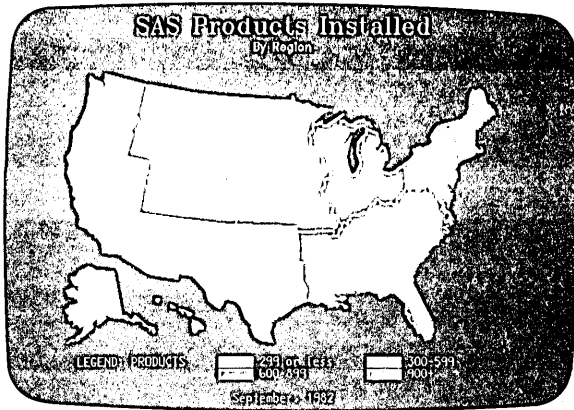 SAS Products Installed
By Region
LEGEND: PRODUCTS 299 or less 300-599
600-899 900+
September, 1982